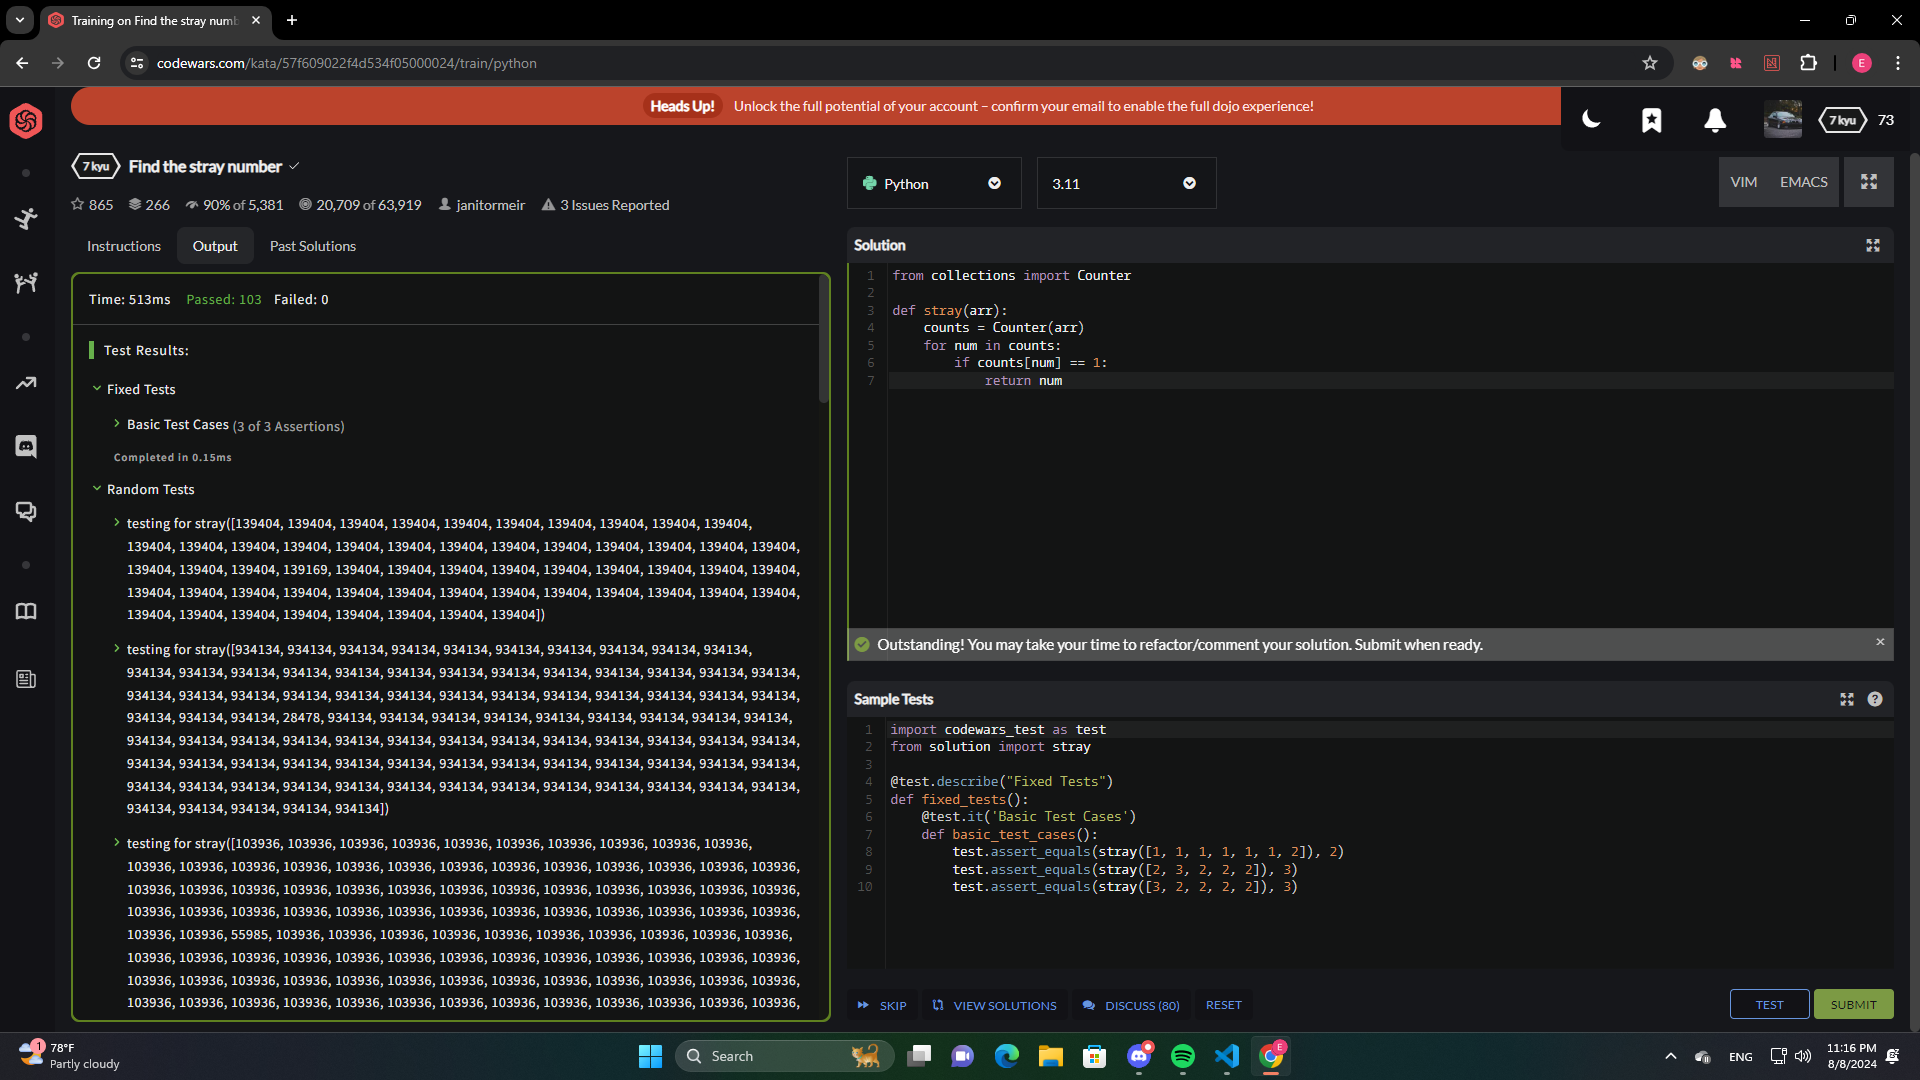 Training on Find the stray numb
codewars.com/kata/57f609022f4d534f05000024/train/python
E
Heads Up! Unlock the full potential of your account – confirm your email to enable the full dojo experience!
7 kyu 73
7 kyu Find the stray number
865 266 90% of 5,381 20,709 of 63,919 janitormeir 3 Issues Reported
Python 3.11 VIM EMACS
Instructions Output Past Solutions
Time: 513ms Passed: 103 Failed: 0
Test Results:
Fixed Tests
Basic Test Cases (3 of 3 Assertions)
Completed in 0.15ms
Random Tests
testing for stray([139404, 139404, 139404, 139404, 139404, 139404, 139404, 139404, 139404, 139404,
139404, 139404, 139404, 139404, 139404, 139404, 139404, 139404, 139404, 139404, 139404, 139404, 139404,
139404, 139404, 139404, 139169, 139404, 139404, 139404, 139404, 139404, 139404, 139404, 139404, 139404,
139404, 139404, 139404, 139404, 139404, 139404, 139404, 139404, 139404, 139404, 139404, 139404, 139404,
139404, 139404, 139404, 139404, 139404, 139404, 139404, 139404])
testing for stray([934134, 934134, 934134, 934134, 934134, 934134, 934134, 934134, 934134, 934134,
934134, 934134, 934134, 934134, 934134, 934134, 934134, 934134, 934134, 934134, 934134, 934134, 934134,
934134, 934134, 934134, 934134, 934134, 934134, 934134, 934134, 934134, 934134, 934134, 934134, 934134,
934134, 934134, 934134, 28478, 934134, 934134, 934134, 934134, 934134, 934134, 934134, 934134, 934134,
934134, 934134, 934134, 934134, 934134, 934134, 934134, 934134, 934134, 934134, 934134, 934134, 934134,
934134, 934134, 934134, 934134, 934134, 934134, 934134, 934134, 934134, 934134, 934134, 934134, 934134,
934134, 934134, 934134, 934134, 934134, 934134, 934134, 934134, 934134, 934134, 934134, 934134, 934134,
934134, 934134, 934134, 934134, 934134])
testing for stray([103936, 103936, 103936, 103936, 103936, 103936, 103936, 103936, 103936, 103936,
103936, 103936, 103936, 103936, 103936, 103936, 103936, 103936, 103936, 103936, 103936, 103936, 103936,
103936, 103936, 103936, 103936, 103936, 103936, 103936, 103936, 103936, 103936, 103936, 103936, 103936,
103936, 103936, 103936, 103936, 103936, 103936, 103936, 103936, 103936, 103936, 103936, 103936, 103936,
103936, 103936, 55985, 103936, 103936, 103936, 103936, 103936, 103936, 103936, 103936, 103936, 103936,
103936, 103936, 103936, 103936, 103936, 103936, 103936, 103936, 103936, 103936, 103936, 103936, 103936,
103936, 103936, 103936, 103936, 103936, 103936, 103936, 103936, 103936, 103936, 103936, 103936, 103936,
103936, 103936, 103936, 103936, 103936, 103936, 103936, 103936, 103936, 103936, 103936, 103936, 103936,
Solution
1 from collections import Counter
2
3 def stray(arr):
4 counts = Counter(arr)
5 for num in counts:
6 if counts[num] == 1:
7 return num
Outstanding! You may take your time to refactor/comment your solution. Submit when ready.
Sample Tests
1 import codewars_test as test
2 from solution import stray
3
4 @test.describe("Fixed Tests")
5 def fixed_tests():
6 @test.it('Basic Test Cases')
7 def basic_test_cases():
8 test.assert_equals(stray([1, 1, 1, 1, 1, 1, 2]), 2)
9 test.assert_equals(stray([2, 3, 2, 2, 2]), 3)
10 test.assert_equals(stray([3, 2, 2, 2, 2]), 3)
SKIP VIEW SOLUTIONS DISCUSS (80) RESET TEST SUBMIT
1
78°F
Partly cloudy
Search
E
ENG
11:16 PM
8/8/2024